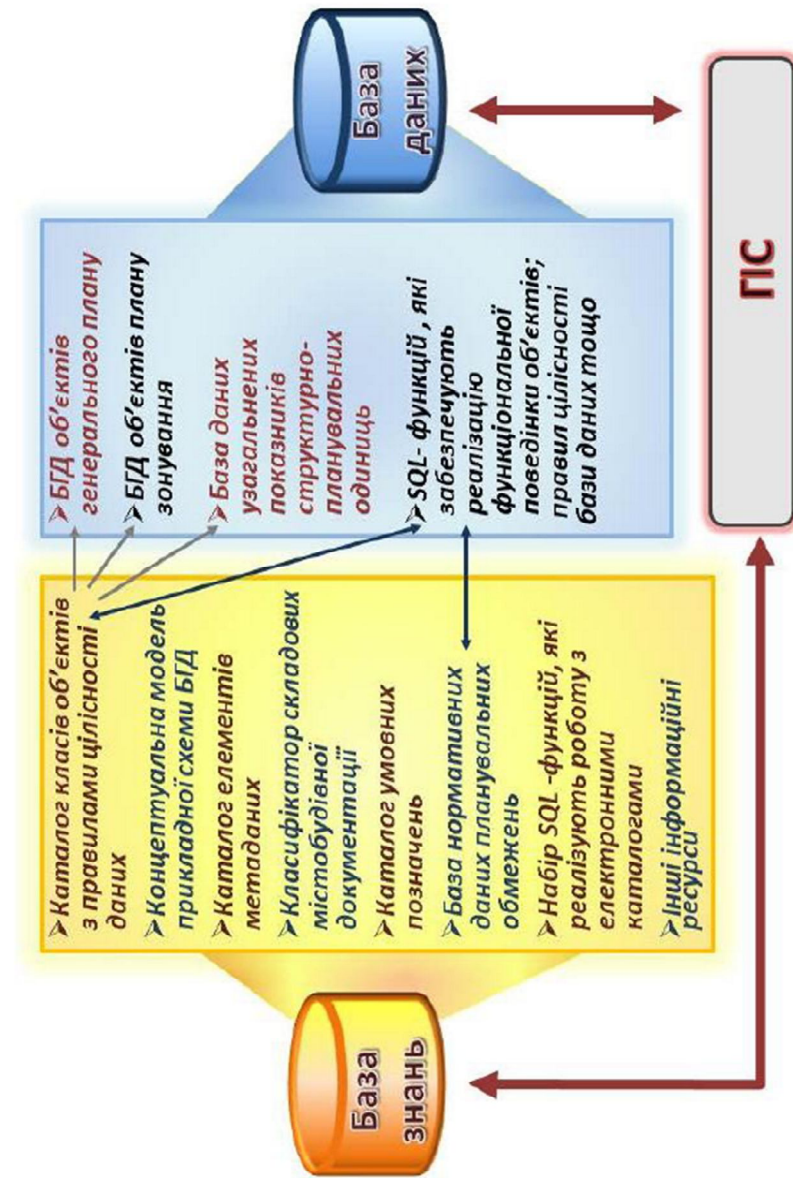 База
знань
➢Каталог класів об’єктів
з правилами цілісності
даних
➢Концептуальна модель
прикладної схеми БГД
➢Каталог елементів
метаданих
➢Класифікатор складових
містобудівної
документації
➢Каталог умовних
позначень
➢База нормативних
даних планувальних
обмежень
➢Набір SQL -функцій, які
реалізують роботу з
електронними
каталогами
➢Інші інформаційні
ресурси
➢БГД об’єктів
генерального плану
➢БГД об’єктів плану
зонування
➢База даних
узагальнених
показників
структурно-
планувальних
одиниць
➢SQL- функцій , які
забезпечують
реалізацію
функціональної
поведінки об’єктів;
правил цілісності
бази даних тощо
База
даних
ГІС